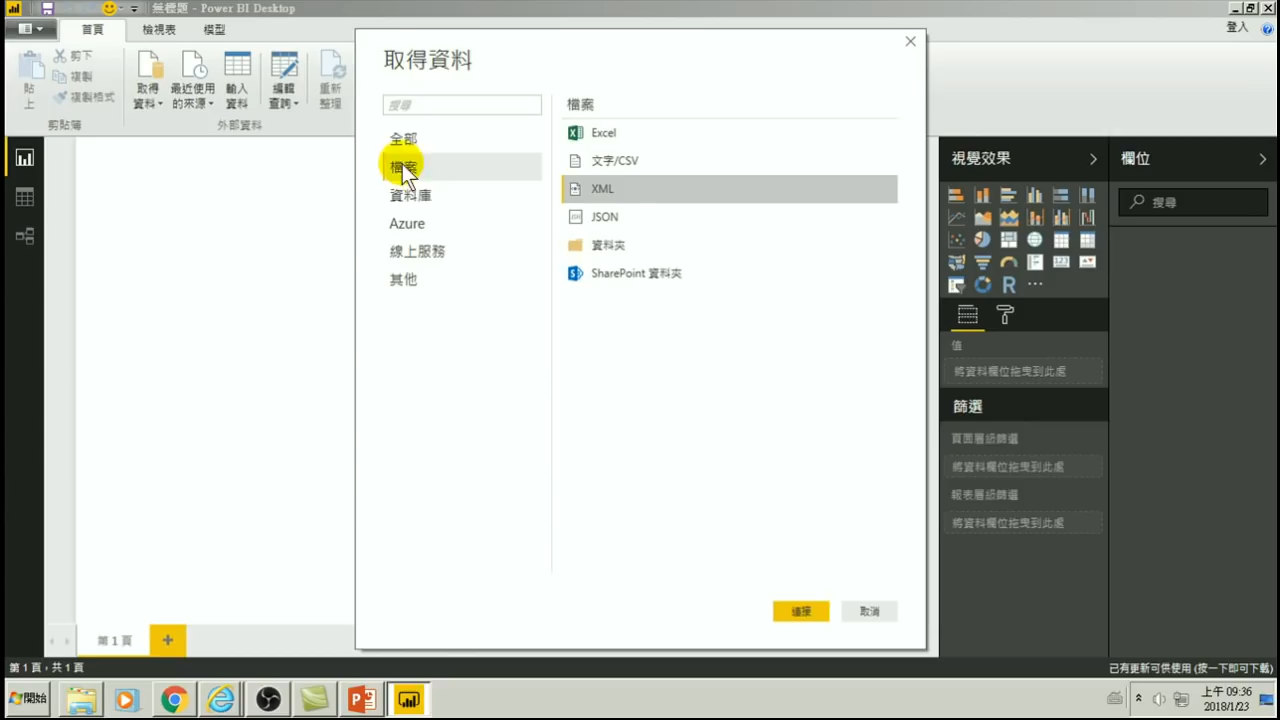 無標題 - Power BI Desktop
首頁
檢視表
模型
登入
貼上
剪下
複製
複製格式
剪貼簿
取得資料
最近使用的來源
輸入資料
編輯查詢
重新整理
外部資料
取得資料
搜尋
全部
檔案
資料庫
Azure
線上服務
其他
檔案
Excel
文字/CSV
XML
JSON
資料夾
SharePoint 資料夾
連接
取消
視覺效果
R
值
將資料欄位拖曳到此處
篩選
頁面層級篩選
將資料欄位拖曳到此處
報表層級篩選
將資料欄位拖曳到此處
欄位
搜尋
第 1 頁
第 1 頁，共 1 頁
已有更新可供使用 (按一下即可下載)
開始
上午 09:36
2018/1/23